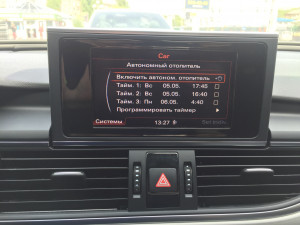 Car
Автономный отопитель
Включить автоном. отопитель
Тайм. 1: Вс 05.05. 17:45
Тайм. 2: Вс 05.05. 16:40
Тайм. 3: Пн 06.05. 4:40
Программировать таймер
Системы 13:27